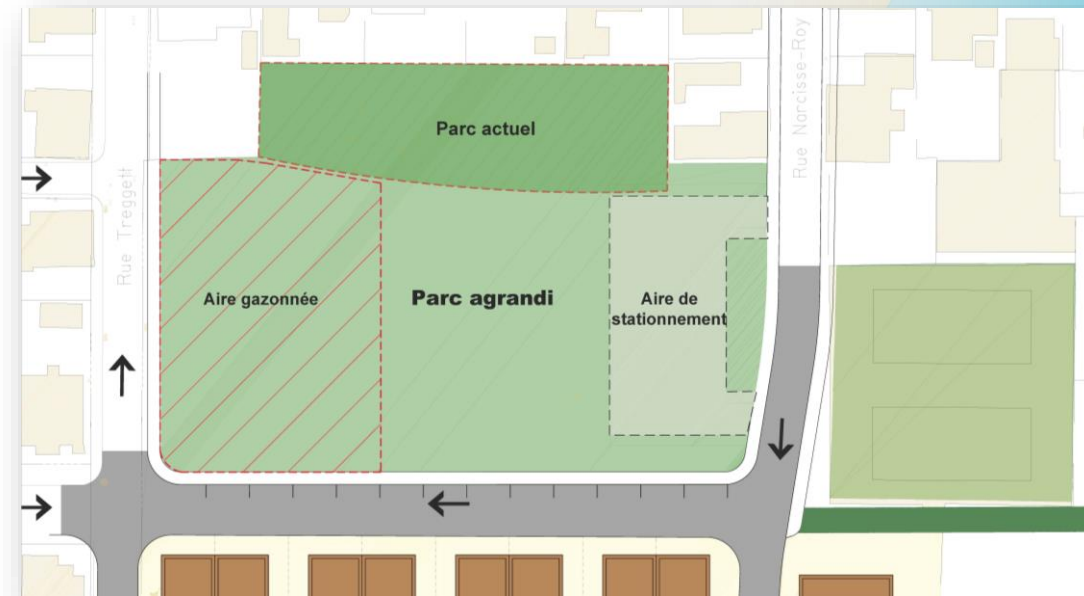 Parc actuel
Rue Narcisse-Roy
Rue Treggett
Aire gazonnée
Parc agrandi
Aire de
stationnement